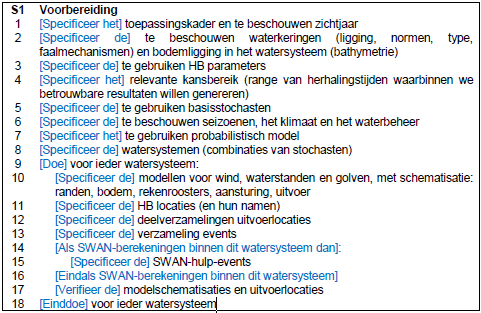 S1 Voorbereiding
1 [Specificeer het] toepassingskader en te beschouwen zichtjaar
2 [Specificeer de] te beschouwen waterkeringen (ligging, normen, type,
faalmechanismen) en bodemligging in het watersysteem (bathymetrie)
3 [Specificeer de] te gebruiken HB parameters
4 [Specificeer het] relevante kansbereik (range van herhalingstijden waarbinnen we
betrouwbare resultaten willen genereren)
5 [Specificeer de] te gebruiken basisstochasten
6 [Specificeer de] te beschouwen seizoenen, het klimaat en het waterbeheer
7 [Specificeer het] te gebruiken probabilistisch model
8 [Specificeer de] watersystemen (combinaties van stochasten)
9 [Doe] voor ieder watersysteem:
10 [Specificeer de] modellen voor wind, waterstanden en golven, met schematisatie:
randen, bodem, rekenroosters, aansturing, uitvoer
11 [Specificeer de] HB locaties (en hun namen)
12 [Specificeer de] deelverzamelingen uitvoerlocaties
13 [Specificeer de] verzameling events
14 [Als SWAN-berekeningen binnen dit watersysteem dan]:
15 [Specificeer de] SWAN-hulp-events
16 [Eindals SWAN-berekeningen binnen dit watersysteem]
17 [Verifieer de] modelschematisaties en uitvoerlocaties
18 [Einddoe] voor ieder watersysteem